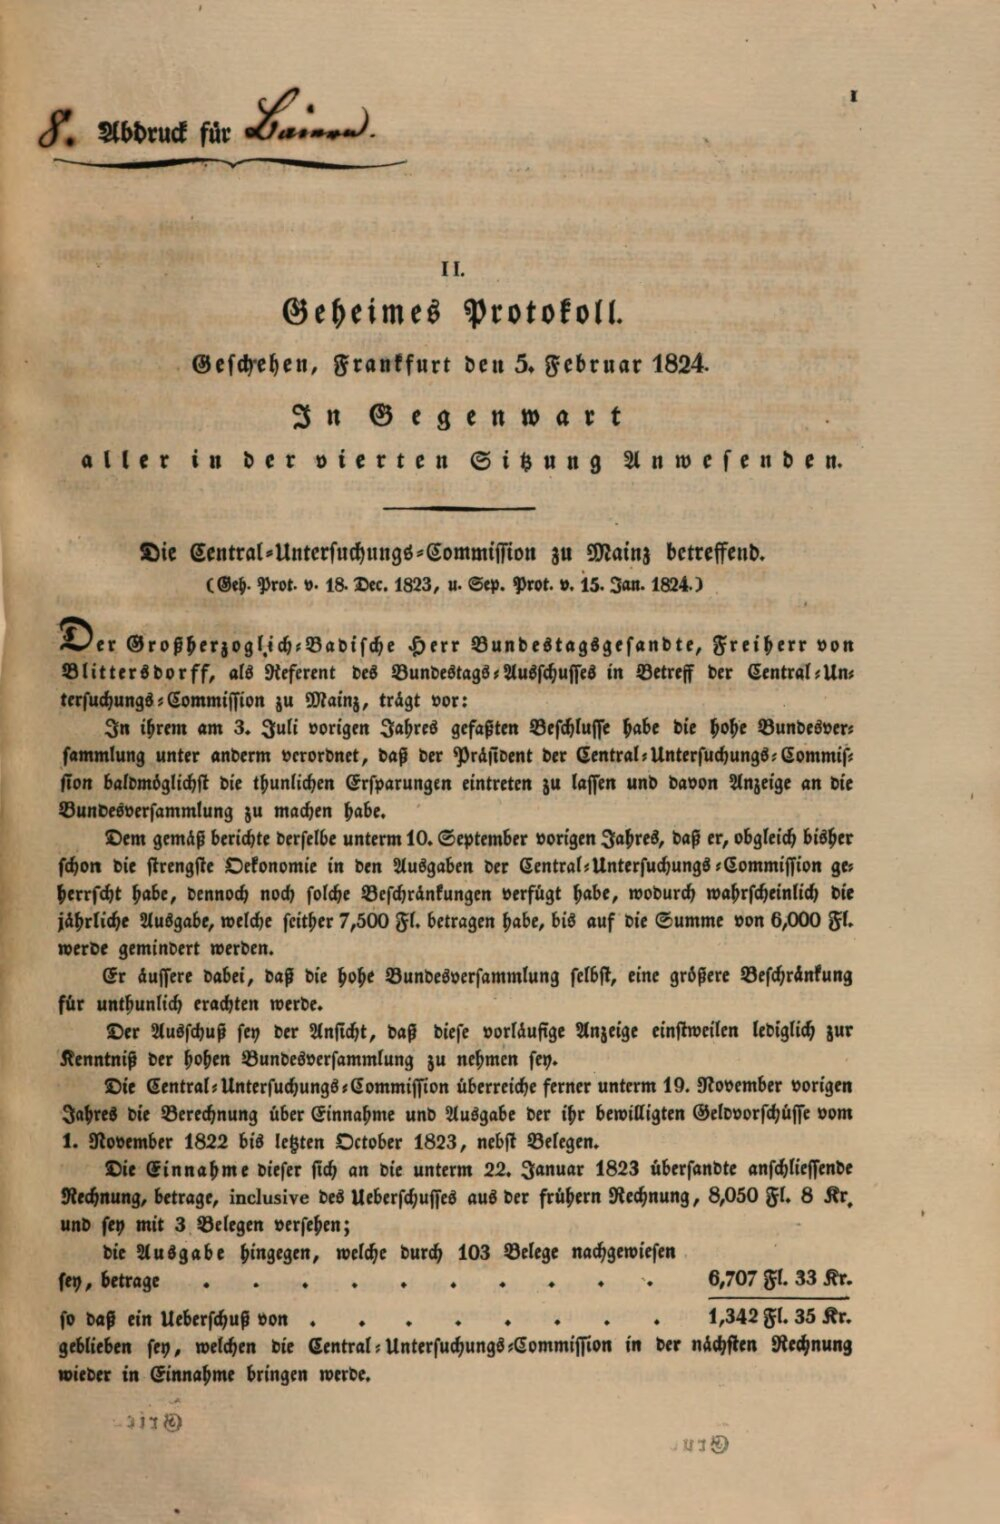 1
8. Abdruck für Baiern.
II.
Geheimes Protokoll.
Geschehen, Frankfurt den 5. Februar 1824.
In Gegenwart
aller in der vierten Sitzung Anwesenden.
Die Central-Untersuchungs-Commission zu Mainz betreffend.
(Geh. Prot. v. 18. Dec. 1823, u. Sep. Prot. v. 15. Jan. 1824.)
Der Großherzoglich-Badische Herr Bundestagsgesandte, Freiherr von
Blittersdorff, als Referent des Bundestags-Ausschusses in Betreff der Central-Un-
tersuchungs-Commission zu Mainz, trägt vor:
In ihrem am 3. Juli vorigen Jahres gefaßten Beschlusse habe die hohe Bundesver-
sammlung unter anderm verordnet, daß der Präsident der Central-Untersuchungs-Commis-
sion baldmöglichst die thunlichen Ersparungen eintreten zu lassen und davon Anzeige an die
Bundesversammlung zu machen habe.
Dem gemäß berichte derselbe unterm 10. September vorigen Jahres, daß er, obgleich bisher
schon die strengste Oekonomie in den Ausgaben der Central-Untersuchungs-Commission ge-
herrscht habe, dennoch noch solche Beschränkungen verfügt habe, wodurch wahrscheinlich die
jährliche Ausgabe, welche seither 7,500 Fl. betragen habe, bis auf die Summe von 6,000 Fl.
werde gemindert werden.
Er äussere dabei, daß die hohe Bundesversammlung selbst, eine größere Beschränkung
für unthunlich erachten werde.
Der Ausschuß sey der Ansicht, daß diese vorläufige Anzeige einstweilen lediglich zur
Kenntniß der hohen Bundesversammlung zu nehmen sey.
Die Central-Untersuchungs-Commission überreiche ferner unterm 19. November vorigen
Jahres die Berechnung über Einnahme und Ausgabe der ihr bewilligten Geldvorschüsse vom
1. November 1822 bis letzten October 1823, nebst Belegen.
Die Einnahme dieser sich an die unterm 22. Januar 1823 übersandte anschliessende
Rechnung, betrage, inclusive des Ueberschusses aus der frühern Rechnung, 8,050 Fl. 8 Kr.
und sey mit 3 Belegen versehen;
die Ausgabe hingegen, welche durch 103 Belege nachgewiesen
sey, betrage . . . . . . . . . . 6,707 Fl. 33 Kr.
so daß ein Ueberschuß von . . . . . . . . 1,342 Fl. 35 Kr.
geblieben sey, welchen die Central-Untersuchungs-Commission in der nächsten Rechnung
wieder in Einnahme bringen werde.